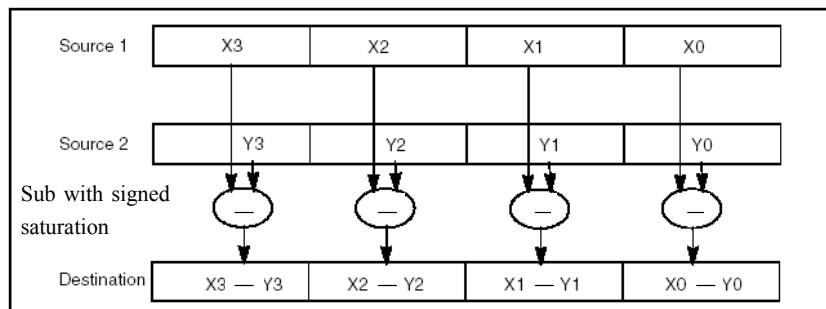 Source 1 X3 X2 X1 X0
Source 2 Y3 Y2 Y1 Y0
Sub with signed
saturation
— — — —
Destination X3 — Y3 X2 — Y2 X1 — Y1 X0 — Y0